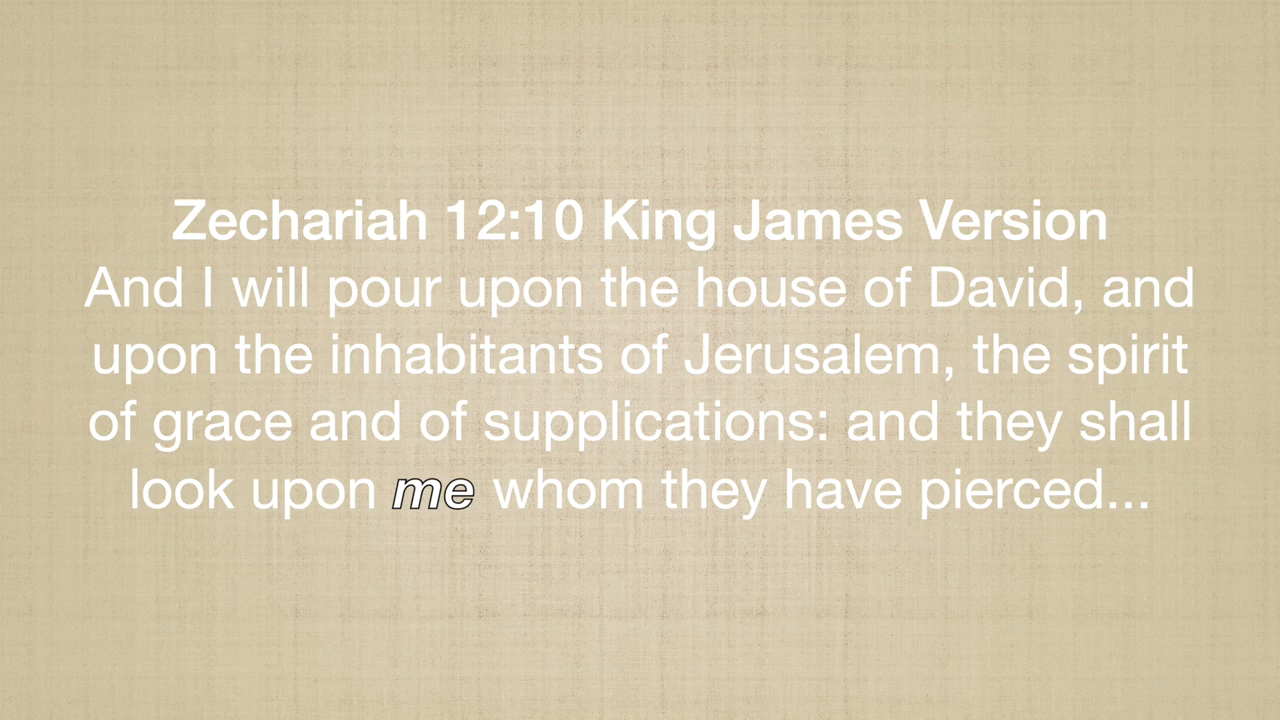 Zechariah 12:10 King James Version
And I will pour upon the house of David, and
upon the inhabitants of Jerusalem, the spirit
of grace and of supplications: and they shall
look upon me whom they have pierced...